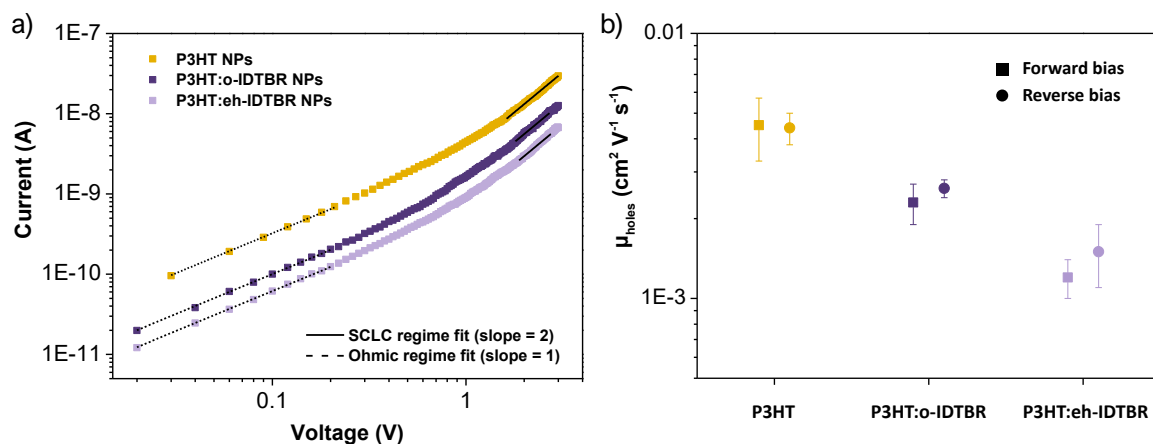 a)
1E-7
1E-8
1E-9
1E-10
1E-11
Current (A)
P3HT NPs
P3HT:o-IDTBR NPs
P3HT:eh-IDTBR NPs
SCLC regime fit (slope = 2)
Ohmic regime fit (slope = 1)
0.1
1
Voltage (V)
b)
0.01
1E-3
μholes (cm² V⁻¹ s⁻¹)
Forward bias
Reverse bias
P3HT
P3HT:o-IDTBR
P3HT:eh-IDTBR